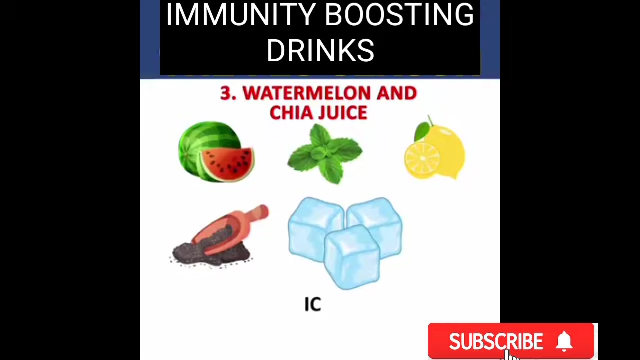 IMMUNITY BOOSTING
DRINKS
3. WATERMELON AND
CHIA JUICE
IC
SUBSCRIBE